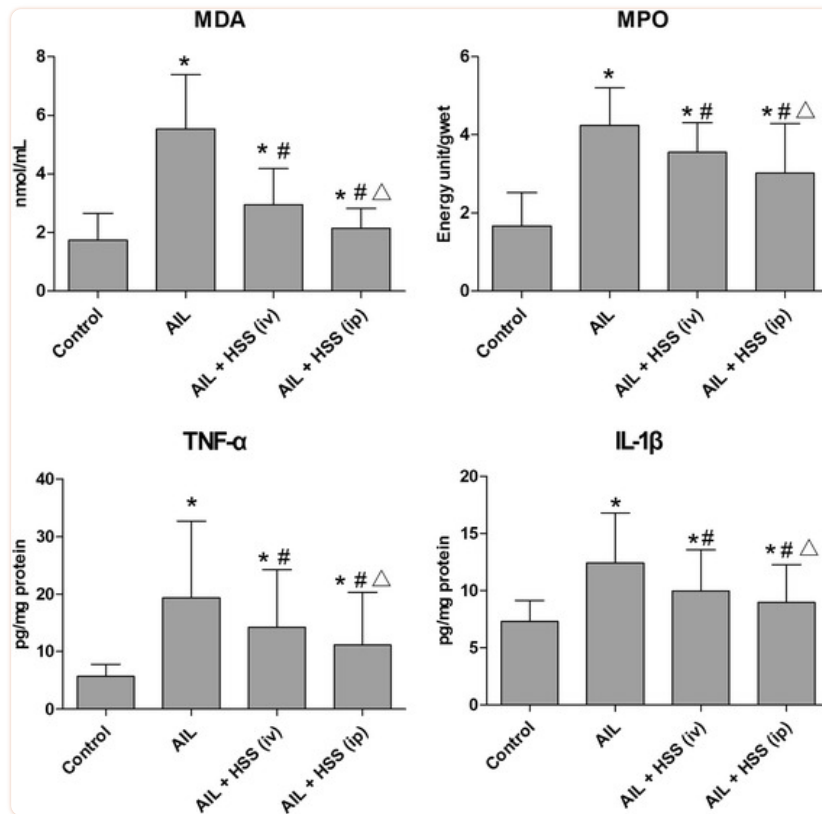 MDA
nmol/mL
8
6
4
2
0
*
* #
* # △
Control
AIL
AIL + HSS (iv)
AIL + HSS (ip)
MPO
Energy unit/gwet
6
4
2
0
*
* #
* # △
Control
AIL
AIL + HSS (iv)
AIL + HSS (ip)
TNF-α
pg/mg protein
40
30
20
10
0
*
* #
* # △
Control
AIL
AIL + HSS (iv)
AIL + HSS (ip)
IL-1β
pg/mg protein
20
15
10
5
0
*
*#
*# △
Control
AIL
AIL + HSS (iv)
AIL + HSS (ip)